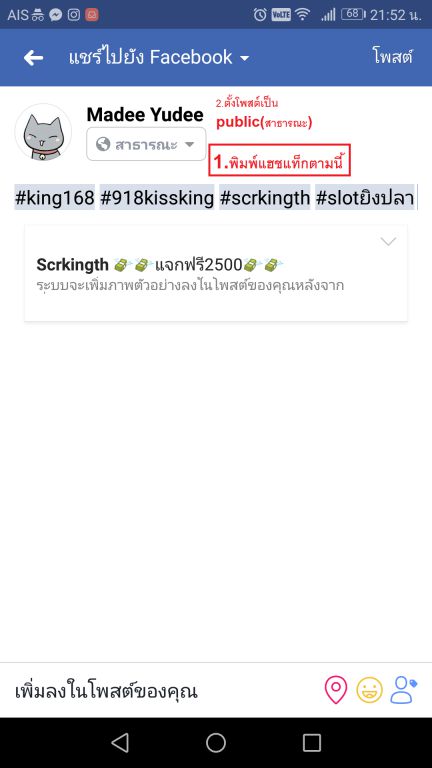 AIS 68 21:52 น.
แชร์ไปยัง Facebook โพสต์
Madee Yudee
สาธารณะ
2.ตั้งโพสต์เป็น
public(สาธารณะ)
1.พิมพ์แฮชแท็กตามนี้
#king168 #918kissking #scrkingth #slotยิงปลา
Scrkingth 💸💸แจกฟรี2500💸💸
ระบบจะเพิ่มภาพตัวอย่างลงในโพสต์ของคุณหลังจาก
เพิ่มลงในโพสต์ของคุณ